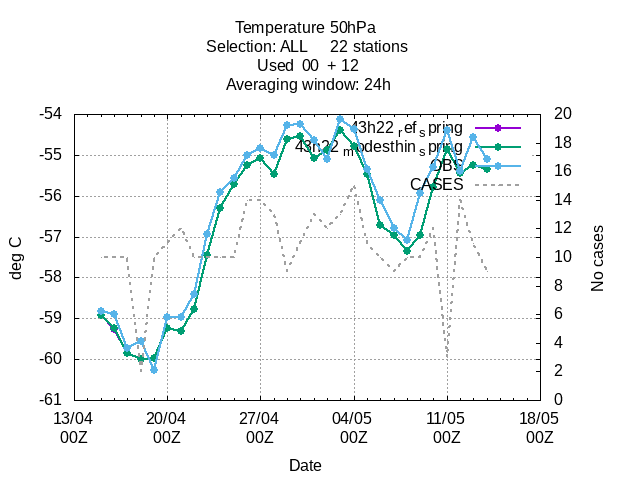 Temperature 50hPa
Selection: ALL 22 stations
Used 00 + 12
Averaging window: 24h
43h22_ref_spring
43h22_modesthin_spring
OBS
CASES
-54
-55
-56
-57
-58
-59
-60
-61
20
18
16
14
12
10
8
6
4
2
0
deg C
No cases
13/04 20/04 27/04 04/05 11/05 18/05
00Z 00Z 00Z 00Z 00Z 00Z
Date